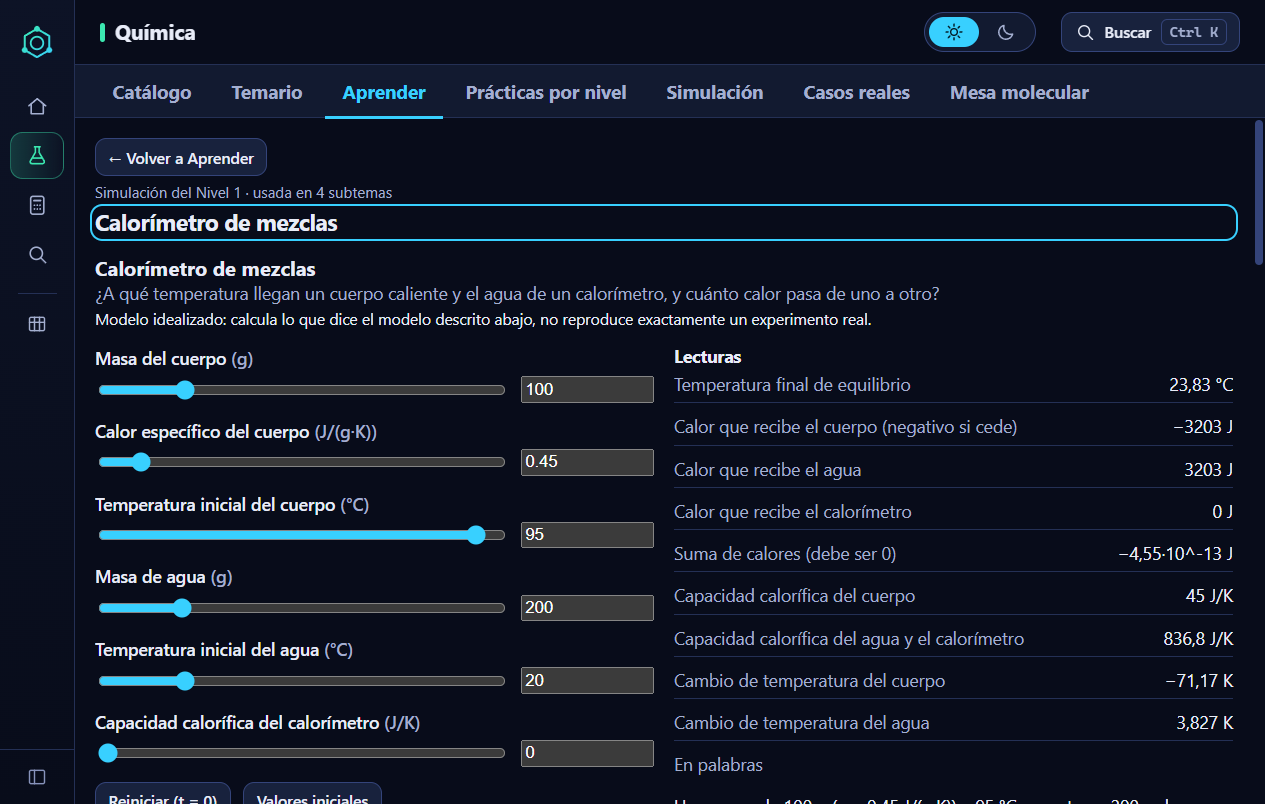 Química
Buscar Ctrl K
Catálogo Temario Aprender Prácticas por nivel Simulación Casos reales Mesa molecular
← Volver a Aprender
Simulación del Nivel 1 · usada en 4 subtemas
Calorímetro de mezclas
Calorímetro de mezclas
¿A qué temperatura llegan un cuerpo caliente y el agua de un calorímetro, y cuánto calor pasa de uno a otro?
Modelo idealizado: calcula lo que dice el modelo descrito abajo, no reproduce exactamente un experimento real.
Masa del cuerpo (g)
100
Calor específico del cuerpo (J/(g·K))
0.45
Temperatura inicial del cuerpo (°C)
95
Masa de agua (g)
200
Temperatura inicial del agua (°C)
20
Capacidad calorífica del calorímetro (J/K)
0
Reiniciar (t = 0) Valores iniciales
Lecturas
Temperatura final de equilibrio 23,83 °C
Calor que recibe el cuerpo (negativo si cede) −3203 J
Calor que recibe el agua 3203 J
Calor que recibe el calorímetro 0 J
Suma de calores (debe ser 0) −4,55·10^-13 J
Capacidad calorífica del cuerpo 45 J/K
Capacidad calorífica del agua y el calorímetro 836,8 J/K
Cambio de temperatura del cuerpo −71,17 K
Cambio de temperatura del agua 3,827 K
En palabras